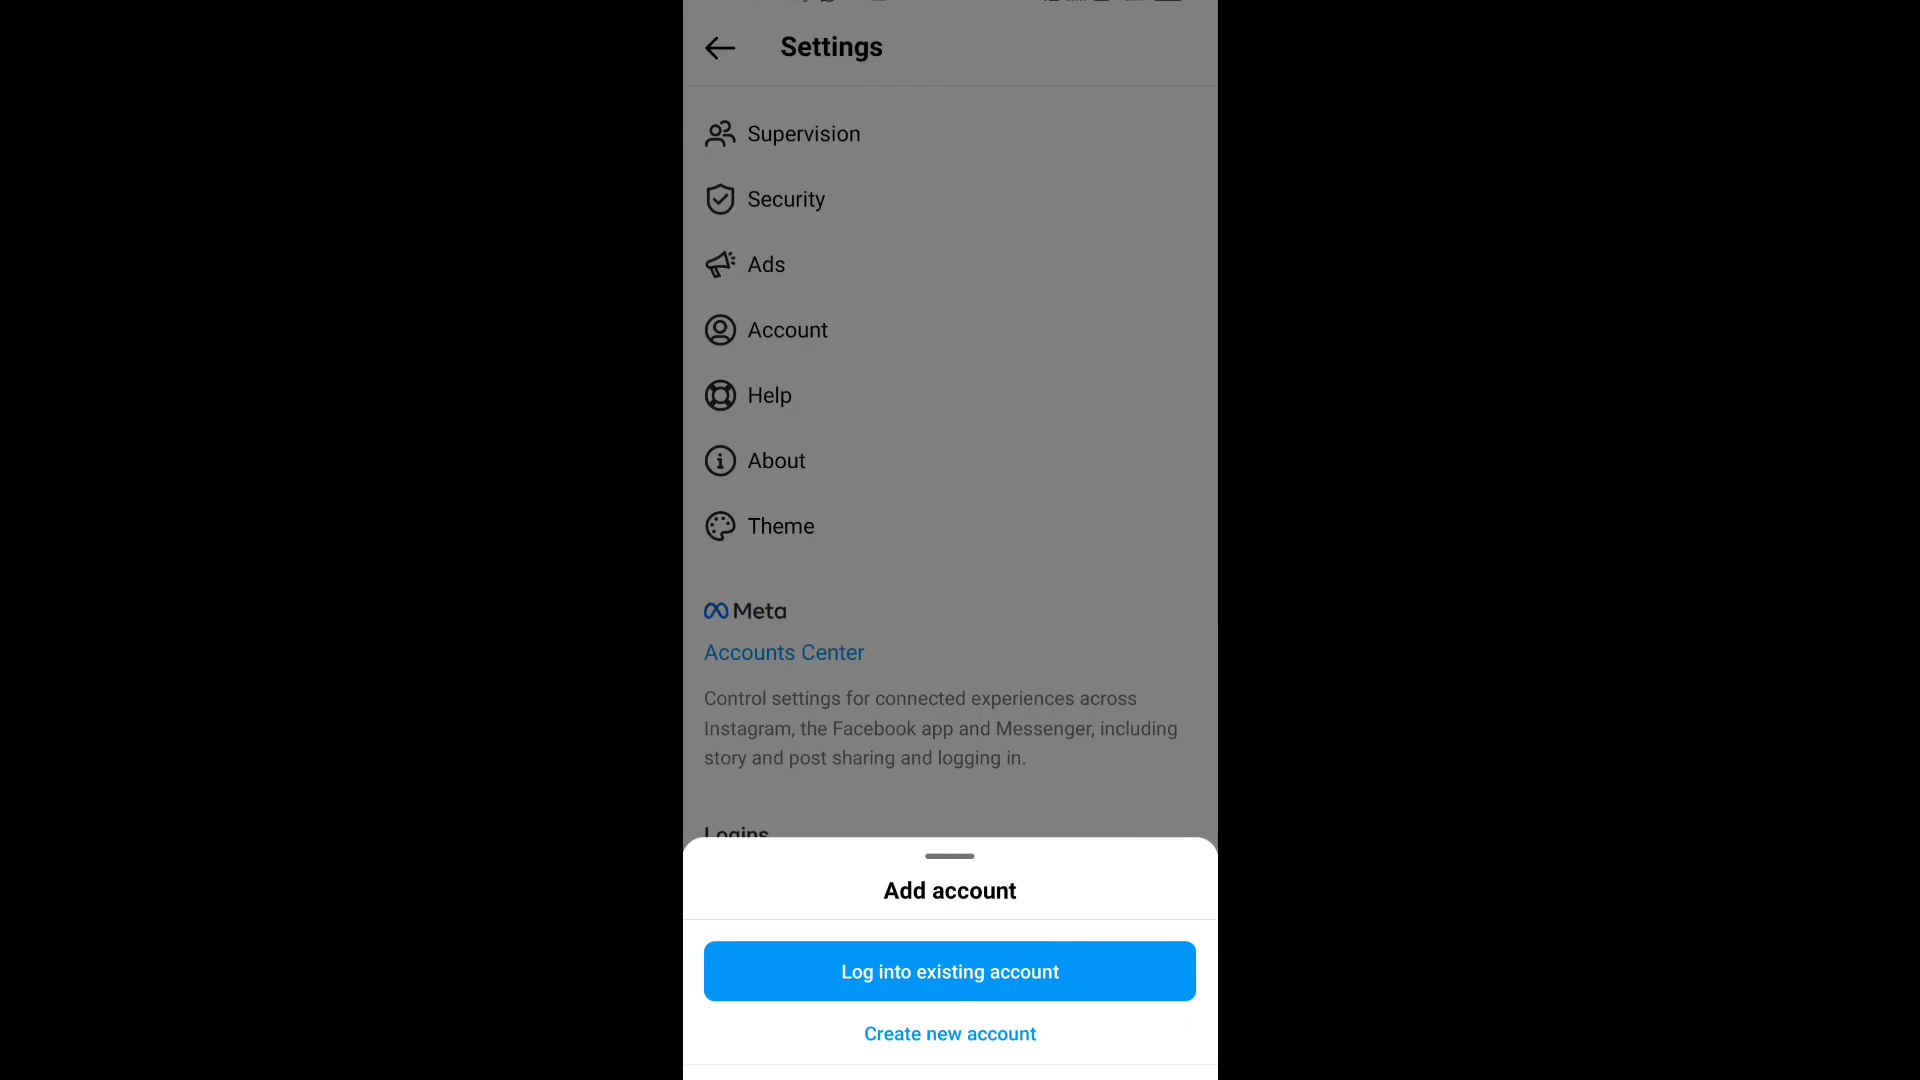 Settings
Supervision
Security
Ads
Account
Help
About
Theme
Meta
Accounts Center
Control settings for connected experiences across
Instagram, the Facebook app and Messenger, including
story and post sharing and logging in.
Logins
Add account
Log into existing account
Create new account